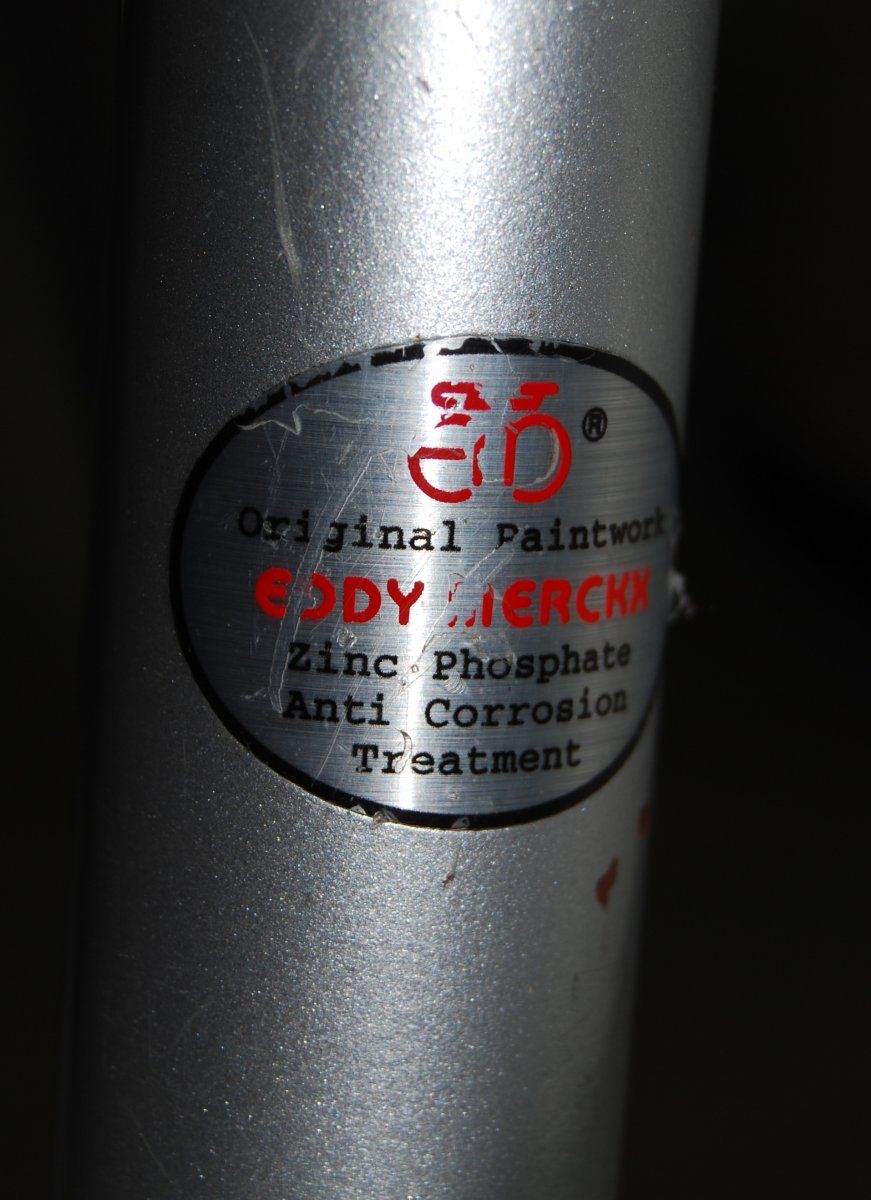 ®
Original Paintwork
EDDY MERCKX
Zinc Phosphate
Anti Corrosion
Treatment